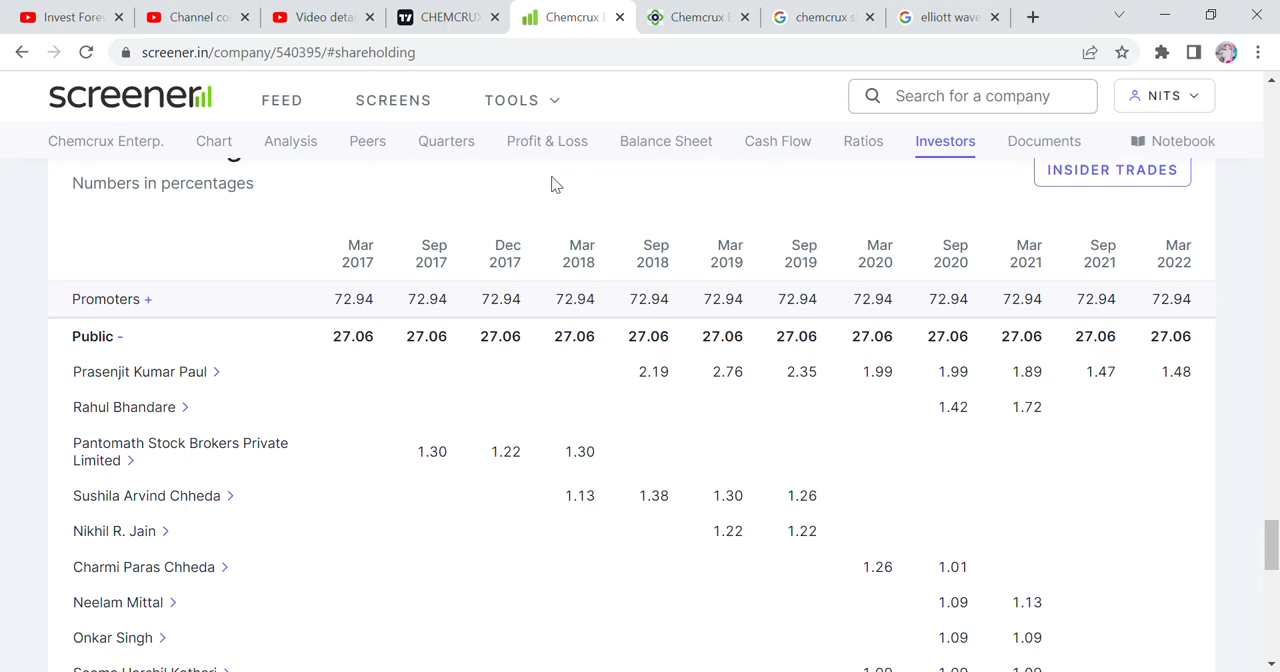 Invest Fore
Channel co
Video detai
CHEMCRUX
Chemcrux E
Chemcrux E
chemcrux s
elliott wave
screener.in/company/540395/#shareholding
screener
FEED
SCREENS
TOOLS
Search for a company
NITS
Chemcrux Enterp. Chart Analysis Peers Quarters Profit & Loss Balance Sheet Cash Flow Ratios Investors Documents Notebook
Numbers in percentages
INSIDER TRADES
Mar Sep Dec Mar Sep Mar Sep Mar Sep Mar Sep Mar
2017 2017 2017 2018 2018 2019 2019 2020 2020 2021 2021 2022
Promoters + 72.94 72.94 72.94 72.94 72.94 72.94 72.94 72.94 72.94 72.94 72.94 72.94
Public - 27.06 27.06 27.06 27.06 27.06 27.06 27.06 27.06 27.06 27.06 27.06 27.06
Prasenjit Kumar Paul 2.19 2.76 2.35 1.99 1.99 1.89 1.47 1.48
Rahul Bhandare 1.42 1.72
Pantomath Stock Brokers Private
Limited 1.30 1.22 1.30
Sushila Arvind Chheda 1.13 1.38 1.30 1.26
Nikhil R. Jain 1.22 1.22
Charmi Paras Chheda 1.26 1.01
Neelam Mittal 1.09 1.13
Onkar Singh 1.09 1.09